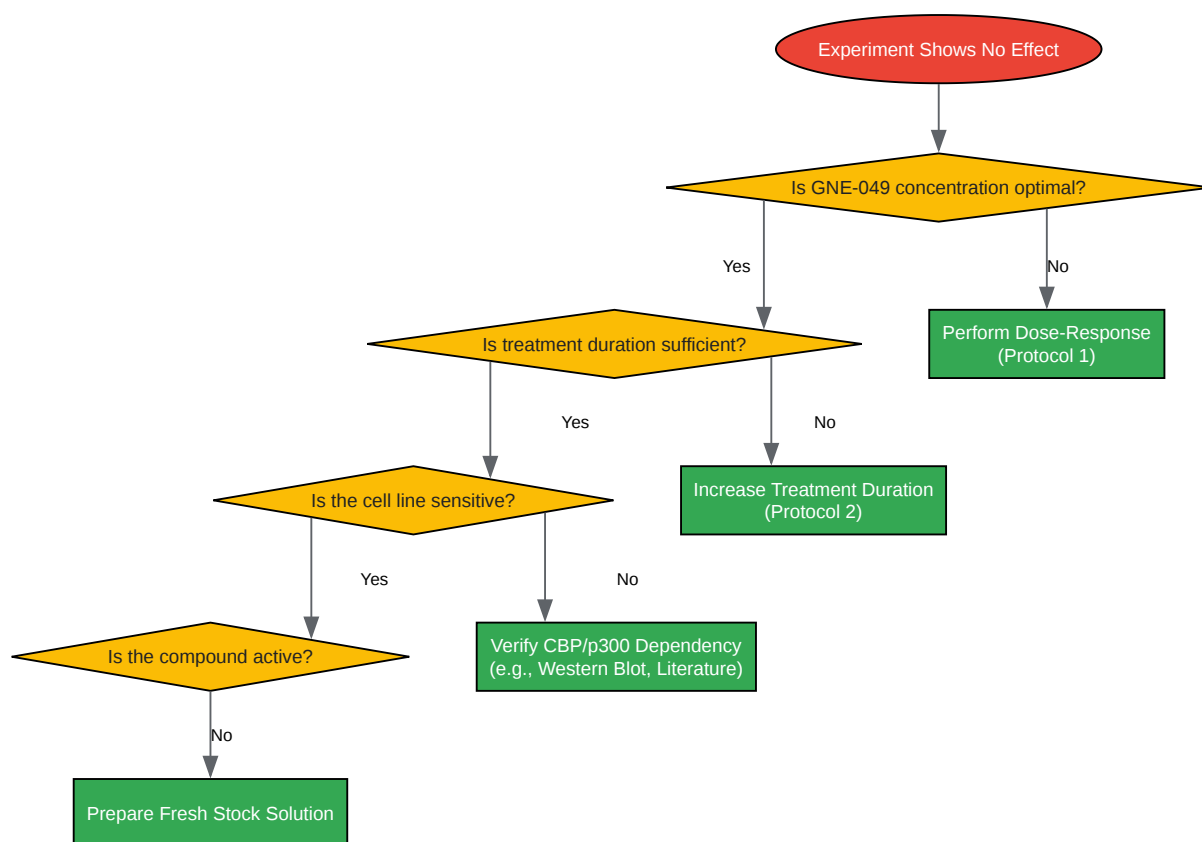 Experiment Shows No Effect
Is GNE-049 concentration optimal?
Yes
No
Perform Dose-Response
(Protocol 1)
Is treatment duration sufficient?
Yes
No
Increase Treatment Duration
(Protocol 2)
Is the cell line sensitive?
Yes
No
Verify CBP/p300 Dependency
(e.g., Western Blot, Literature)
Is the compound active?
No
Prepare Fresh Stock Solution